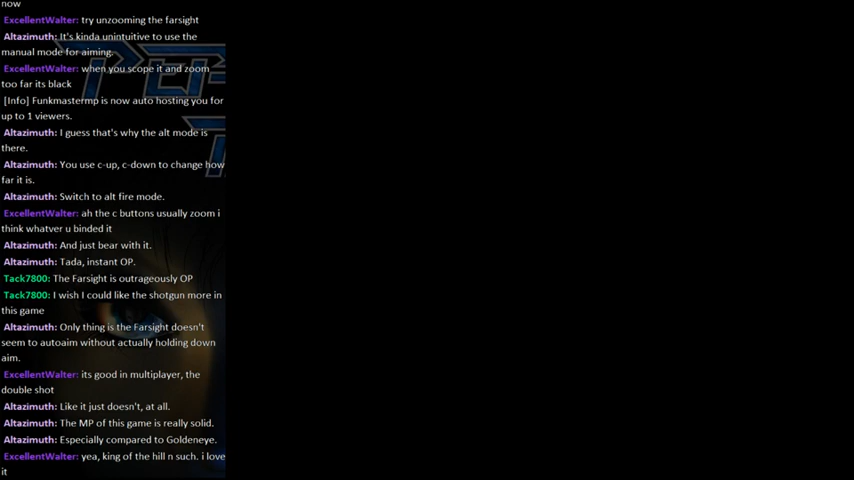 now
ExcellentWalter: try unzooming the farsight
Altazimuth: It's kinda unintuitive to use the
manual mode for aiming.
ExcellentWalter: when you scope it and zoom
too far its black
[Info] Funkmastermp is now auto hosting you for
up to 1 viewers.
Altazimuth: I guess that's why the alt mode is
there.
Altazimuth: You use c-up, c-down to change how
far it is.
Altazimuth: Switch to alt fire mode.
ExcellentWalter: ah the c buttons usually zoom i
think whatver u binded it
Altazimuth: And just bear with it.
Altazimuth: Tada, instant OP.
Tack7800: The Farsight is outrageously OP
Tack7800: I wish I could like the shotgun more in
this game
Altazimuth: Only thing is the Farsight doesn't
seem to autoaim without actually holding down
aim.
ExcellentWalter: its good in multiplayer, the
double shot
Altazimuth: Like it just doesn't, at all.
Altazimuth: The MP of this game is really solid.
Altazimuth: Especially compared to Goldeneye.
ExcellentWalter: yea, king of the hill n such. i love
it